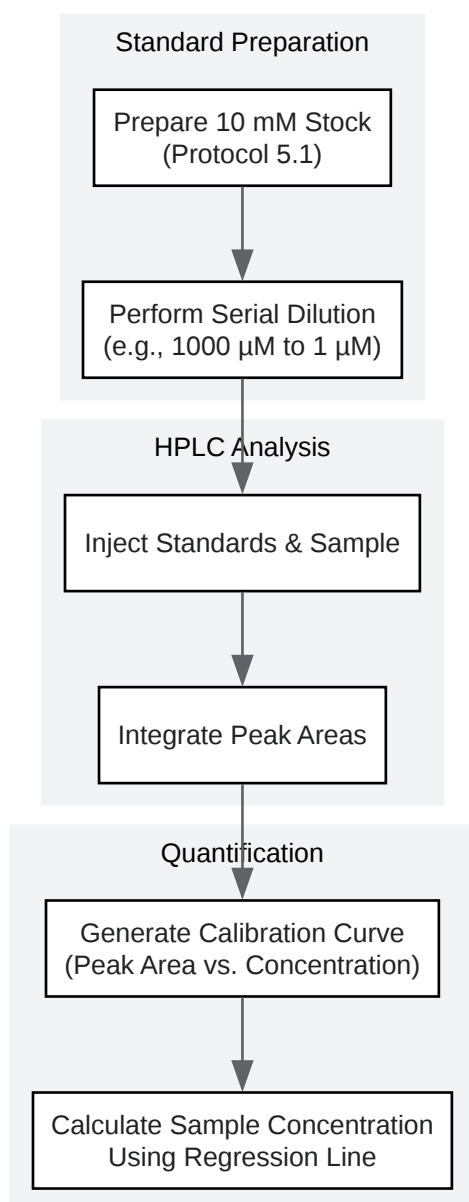 Standard Preparation
Prepare 10 mM Stock
(Protocol 5.1)
Perform Serial Dilution
(e.g., 1000 µM to 1 µM)
HPLC Analysis
Inject Standards & Sample
Integrate Peak Areas
Quantification
Generate Calibration Curve
(Peak Area vs. Concentration)
Calculate Sample Concentration
Using Regression Line